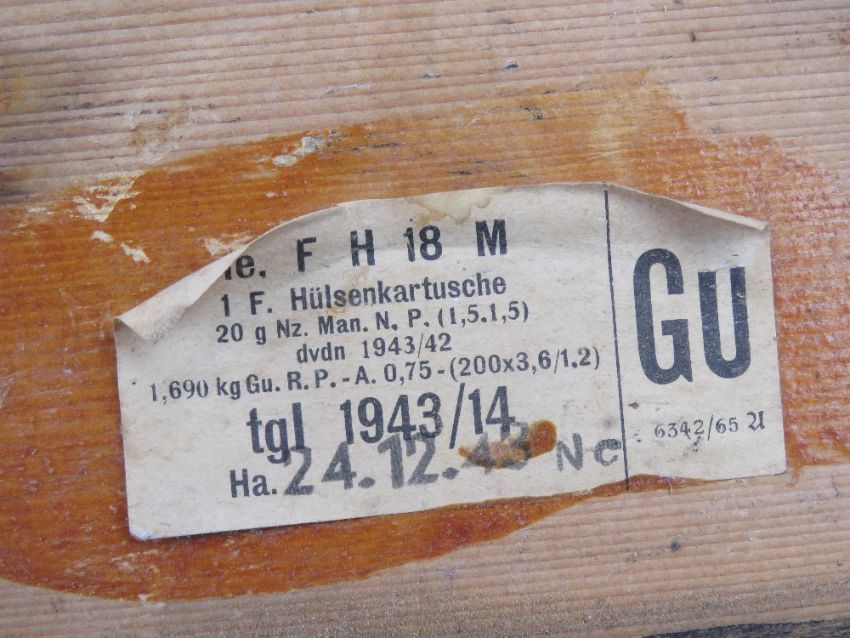 le. F H 18 M
1 F. Hülsenkartusche
20 g Nz. Man. N. P. (1,5.1,5)
dvdn 1943/42
1,690 kg Gu. R. P. - A. 0,75 - (200x3,6/1.2)
tgl 1943/14
Ha. 24.12.43 Nc
Gu
6342/65 A